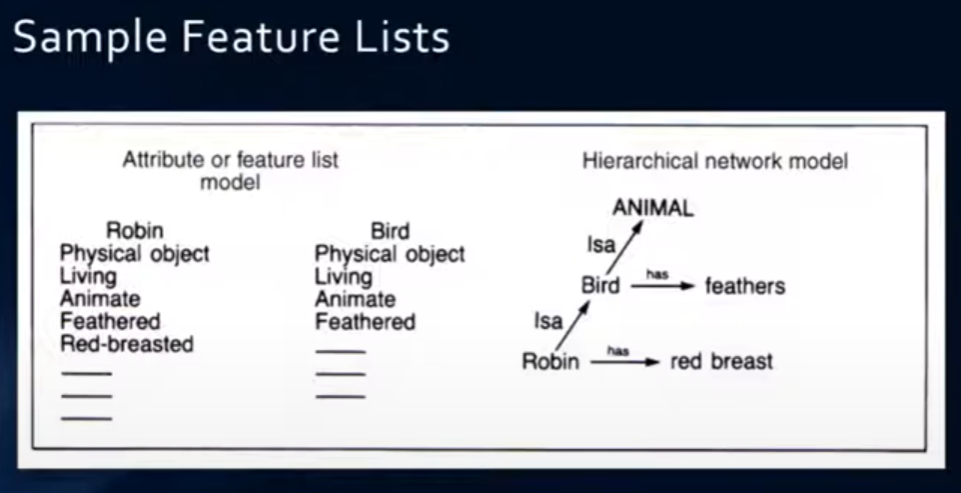 Sample Feature Lists
Attribute or feature list
model
Robin
Physical object
Living
Animate
Feathered
Red-breasted
Bird
Physical object
Living
Animate
Feathered
Hierarchical network model
ANIMAL
Isa
Bird has feathers
Isa
Robin has red breast